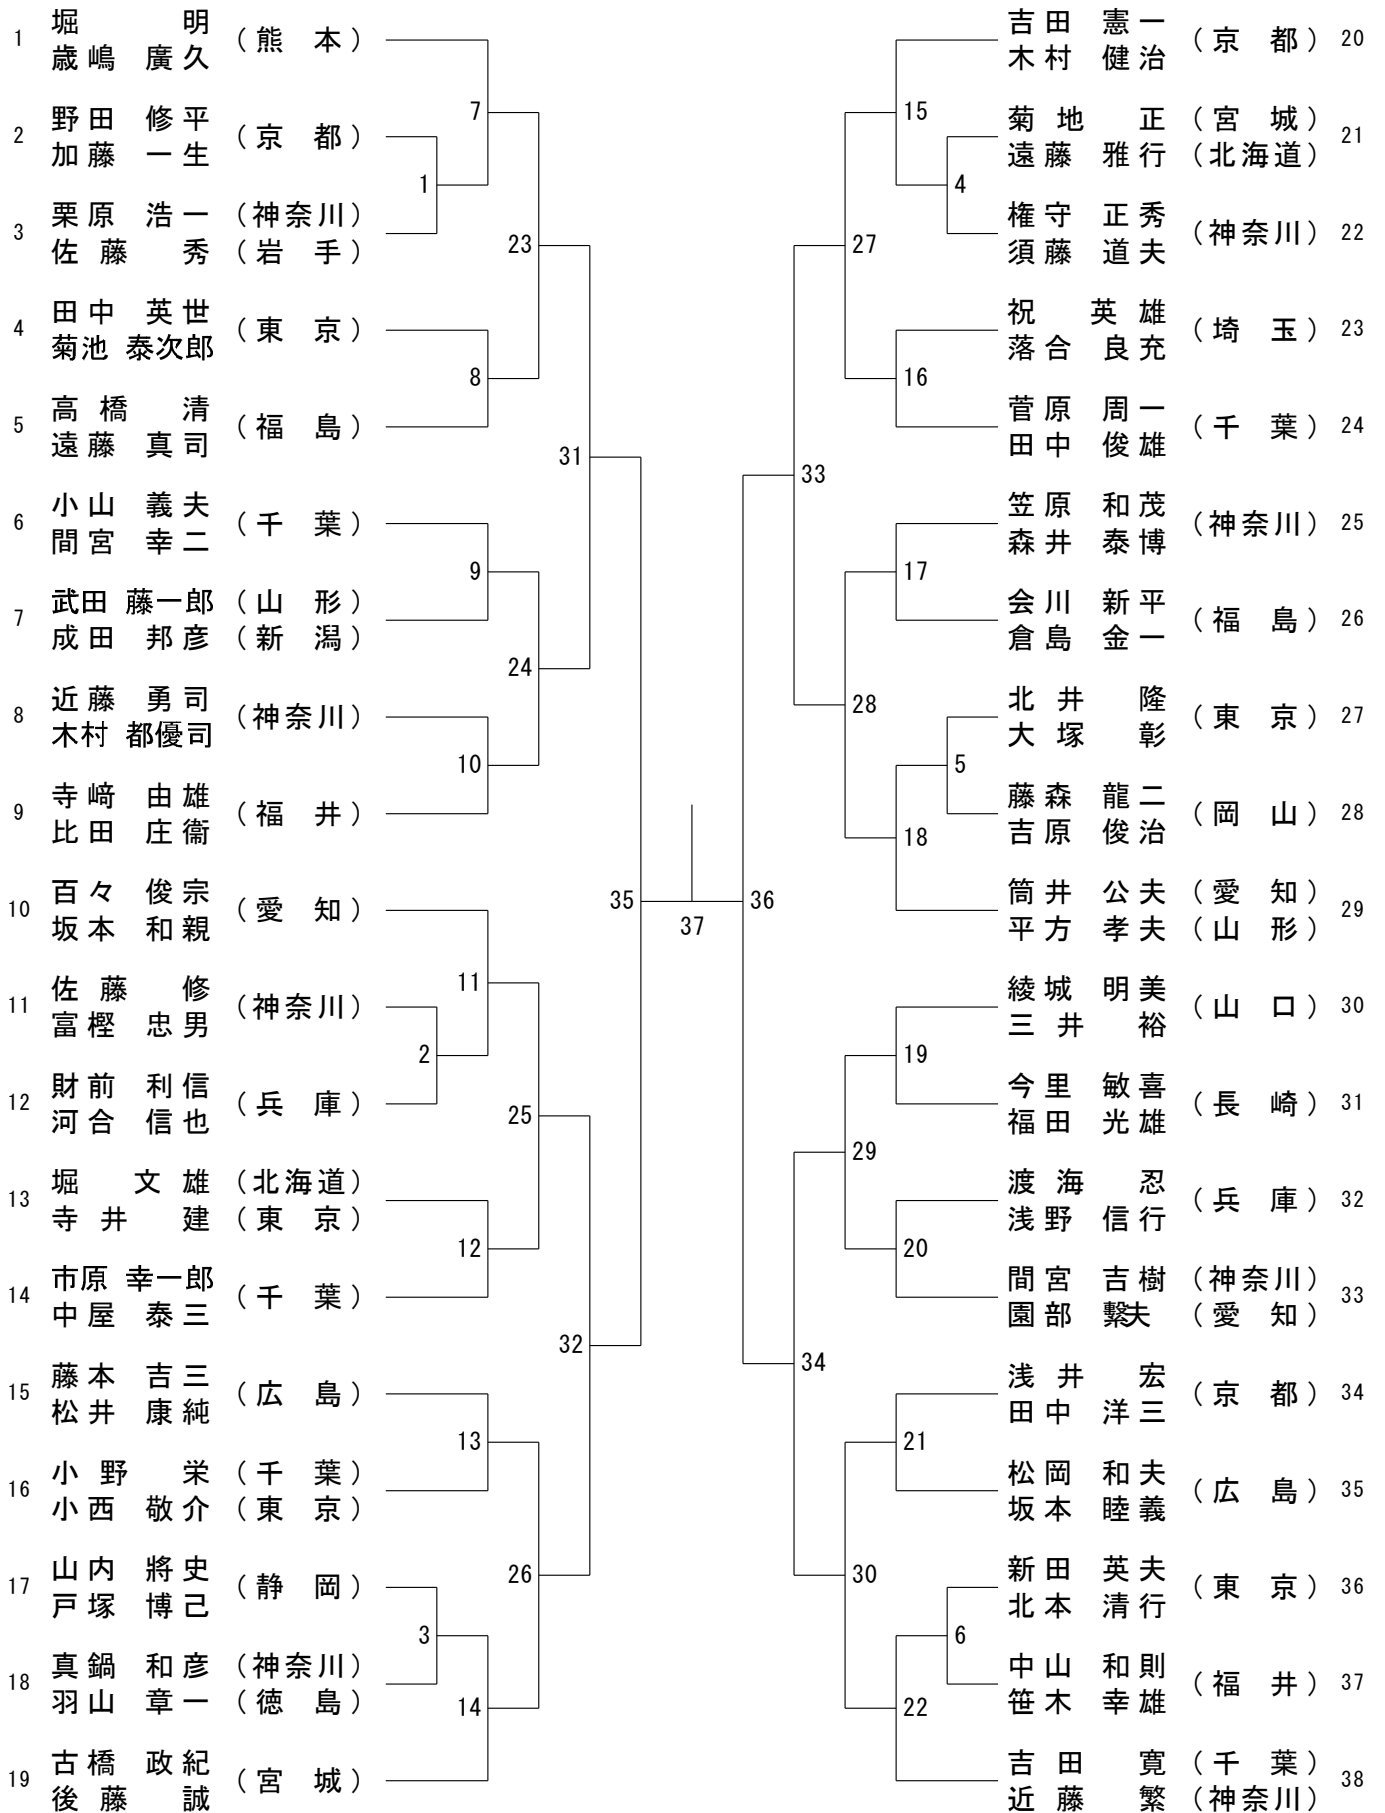 1 堀 明 (熊 本)
歳嶋 廣久
2 野田 修平 (京 都)
加藤 一生
3 栗原 浩一 (神奈川)
佐藤 秀 (岩 手)
4 田中 英世 (東 京)
菊池 泰次郎
5 高橋 清 (福 島)
遠藤 真司
6 小山 義夫 (千 葉)
間宮 幸二
7 武田 藤一郎 (山 形)
成田 邦彦 (新 潟)
8 近藤 勇司 (神奈川)
木村 都優司
9 寺﨑 由雄 (福 井)
比田 庄衞
10 百々 俊宗 (愛 知)
坂本 和親
11 佐藤 修 (神奈川)
富樫 忠男
12 財前 利信 (兵 庫)
河合 信也
13 堀 文雄 (北海道)
寺井 建 (東 京)
14 市原 幸一郎 (千 葉)
中屋 泰三
15 藤本 吉三 (広 島)
松井 康純
16 小野 栄 (千 葉)
小西 敬介 (東 京)
17 山内 將史 (静 岡)
戸塚 博己
18 真鍋 和彦 (神奈川)
羽山 章一 (徳 島)
19 古橋 政紀 (宮 城)
後藤 誠
7
1
23
8
31
9
24
10
35
11
2
25
12
32
13
26
3
14
37
36
15
4
27
16
33
17
28
5
18
19
29
20
34
21
30
6
22
吉田 憲一 (京 都) 20
木村 健治
菊地 正 (宮 城) 21
遠藤 雅行 (北海道)
権守 正秀 (神奈川) 22
須藤 道夫
祝 英雄 (埼 玉) 23
落合 良充
菅原 周一 (千 葉) 24
田中 俊雄
笠原 和茂 (神奈川) 25
森井 泰博
会川 新平 (福 島) 26
倉島 金一
北井 隆 (東 京) 27
大塚 彰
藤森 龍二 (岡 山) 28
吉原 俊治
筒井 公夫 (愛 知) 29
平方 孝夫 (山 形)
綾城 明美 (山 口) 30
三井 裕
今里 敏喜 (長 崎) 31
福田 光雄
渡海 忍 (兵 庫) 32
浅野 信行
間宮 吉樹 (神奈川) 33
園部 繫夫 (愛 知)
浅井 宏 (京 都) 34
田中 洋三
松岡 和夫 (広 島) 35
坂本 睦義
新田 英夫 (東 京) 36
北本 清行
中山 和則 (福 井) 37
笹木 幸雄
吉田 寛 (千 葉) 38
近藤 繁 (神奈川)